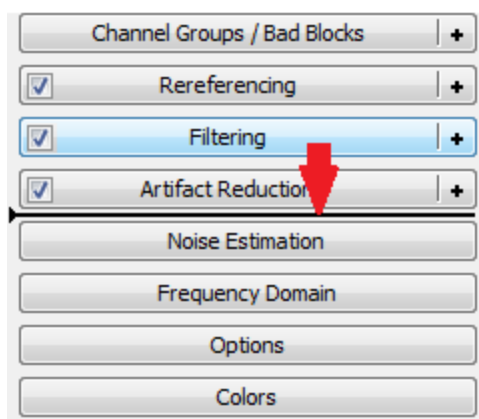 Channel Groups / Bad Blocks +
Rereferencing +
Filtering +
Artifact Reduction +
Noise Estimation
Frequency Domain
Options
Colors